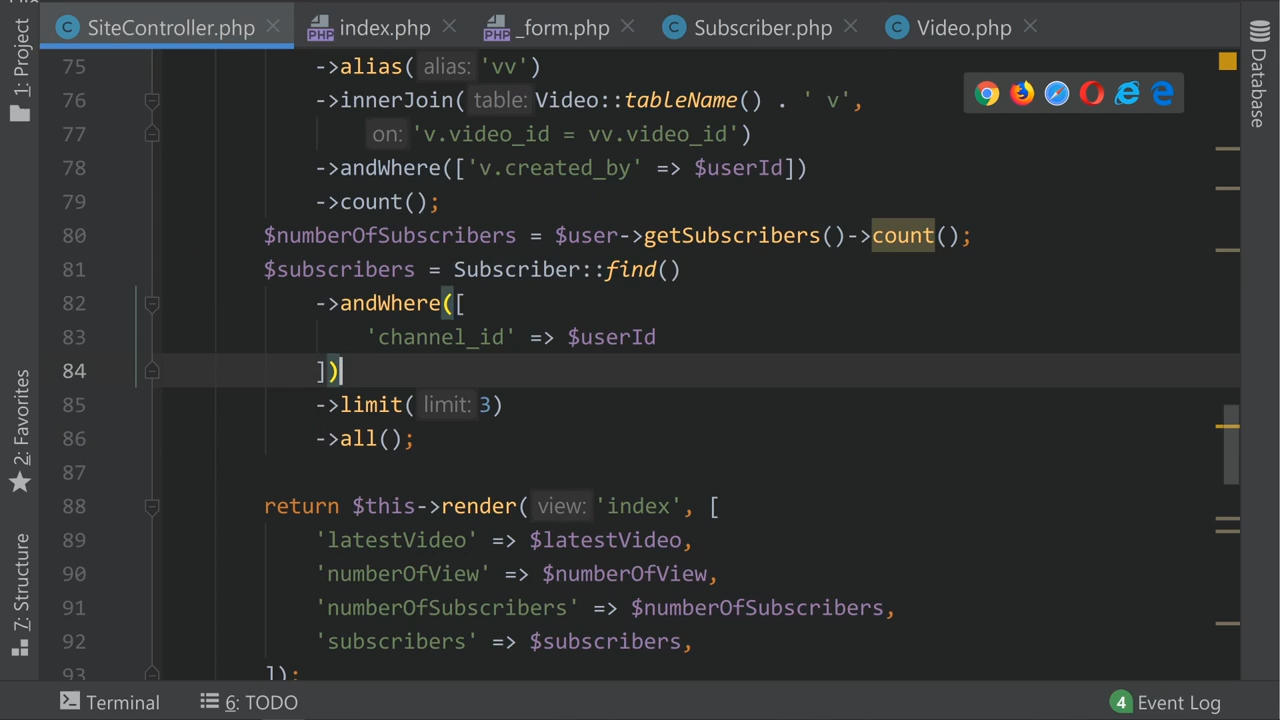 SiteController.php
index.php
_form.php
Subscriber.php
Video.php
1: Project
2: Favorites
7: Structure
Database
75 ->alias( alias: 'vv')
76 ->innerJoin( table: Video::tableName() . ' v',
77 on: 'v.video_id = vv.video_id')
78 ->andWhere(['v.created_by' => $userId])
79 ->count();
80 $numberOfSubscribers = $user->getSubscribers()->count();
81 $subscribers = Subscriber::find()
82 ->andWhere([
83 'channel_id' => $userId
84 ])
85 ->limit( limit: 3)
86 ->all();
87
88 return $this->render( view: 'index', [
89 'latestVideo' => $latestVideo,
90 'numberOfView' => $numberOfView,
91 'numberOfSubscribers' => $numberOfSubscribers,
92 'subscribers' => $subscribers,
93 ]);
Terminal
6: TODO
4 Event Log